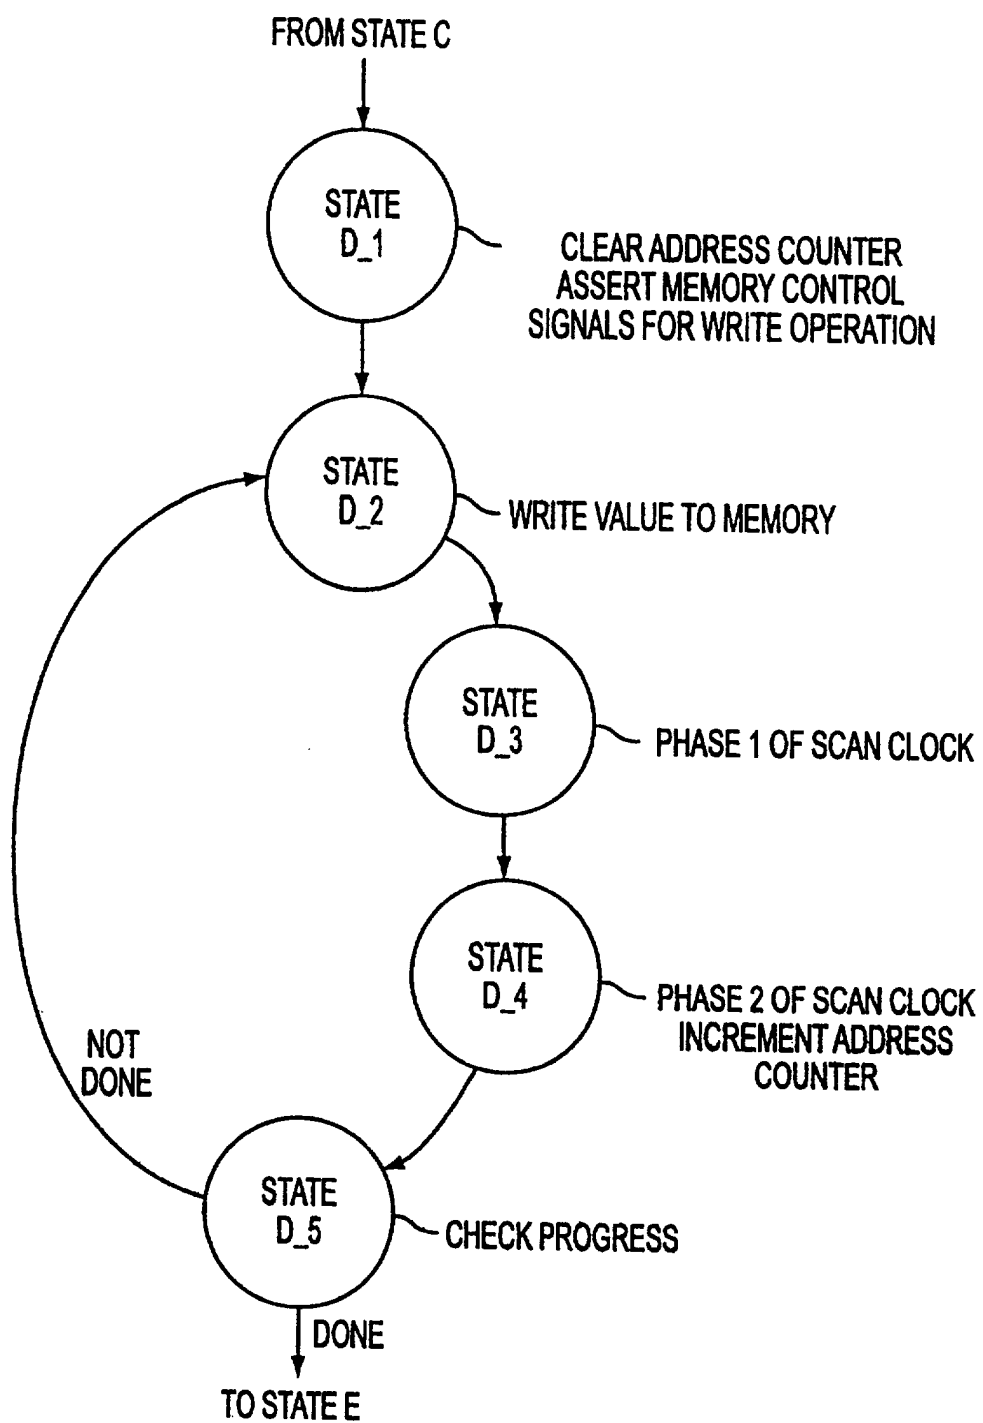 FROM STATE C
STATE
D_1
CLEAR ADDRESS COUNTER
ASSERT MEMORY CONTROL
SIGNALS FOR WRITE OPERATION
STATE
D_2
WRITE VALUE TO MEMORY
STATE
D_3
PHASE 1 OF SCAN CLOCK
STATE
D_4
PHASE 2 OF SCAN CLOCK
INCREMENT ADDRESS
COUNTER
NOT
DONE
STATE
D_5
CHECK PROGRESS
DONE
TO STATE E